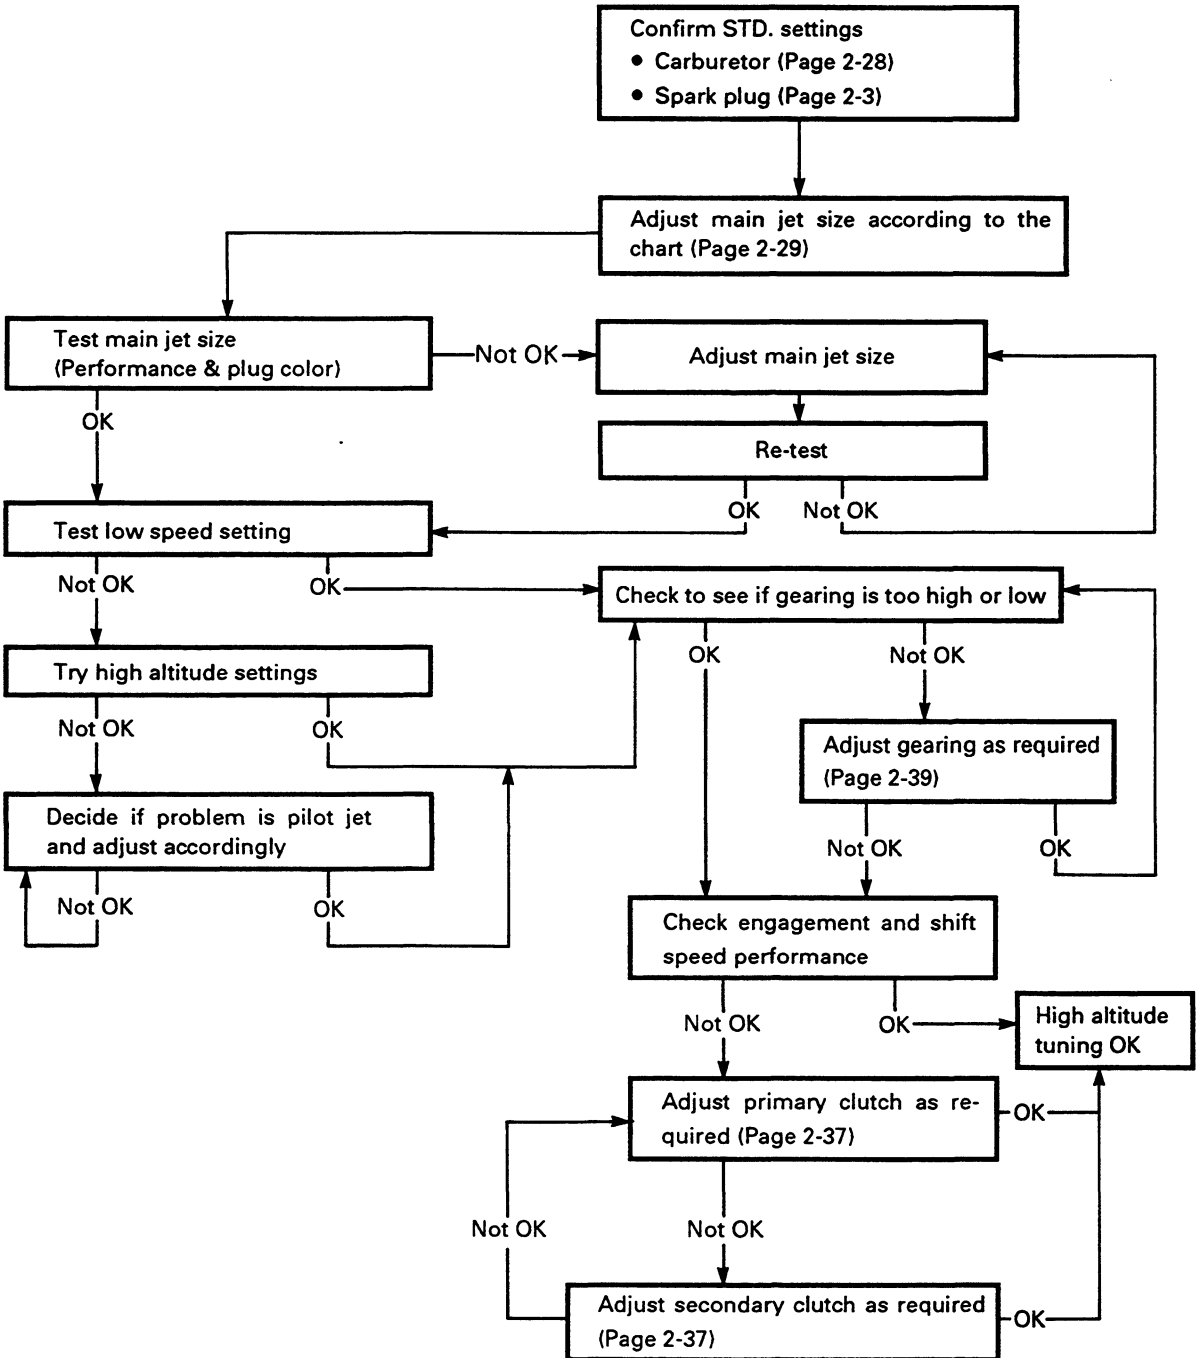 Confirm STD. settings
• Carburetor (Page 2-28)
• Spark plug (Page 2-3)
Adjust main jet size according to the
chart (Page 2-29)
Test main jet size
(Performance & plug color)
Not OK
Adjust main jet size
OK
Re-test
OK
Not OK
Test low speed setting
Not OK
OK
Check to see if gearing is too high or low
OK
Not OK
Try high altitude settings
Not OK
OK
Adjust gearing as required
(Page 2-39)
Decide if problem is pilot jet
and adjust accordingly
Not OK
OK
Not OK
OK
Check engagement and shift
speed performance
Not OK
OK
High altitude
tuning OK
Adjust primary clutch as re-
quired (Page 2-37)
OK
Not OK
Not OK
Adjust secondary clutch as required
(Page 2-37)
OK